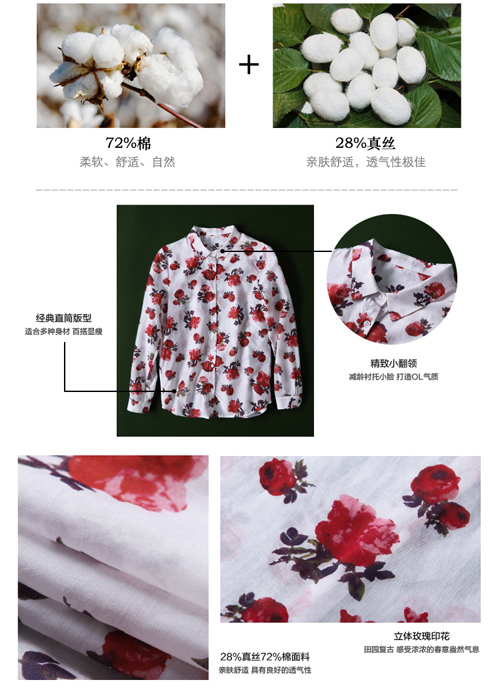 +
72%棉
柔软、舒适、自然
28%真丝
亲肤舒适，透气性极佳
经典直筒版型
适合多种身材 百搭显瘦
精致小翻领
减龄衬托小脸 打造OL气质
立体玫瑰印花
田园复古 感受浓浓的春意盎然气息
28%真丝72%棉面料
亲肤舒适 具有良好的透气性